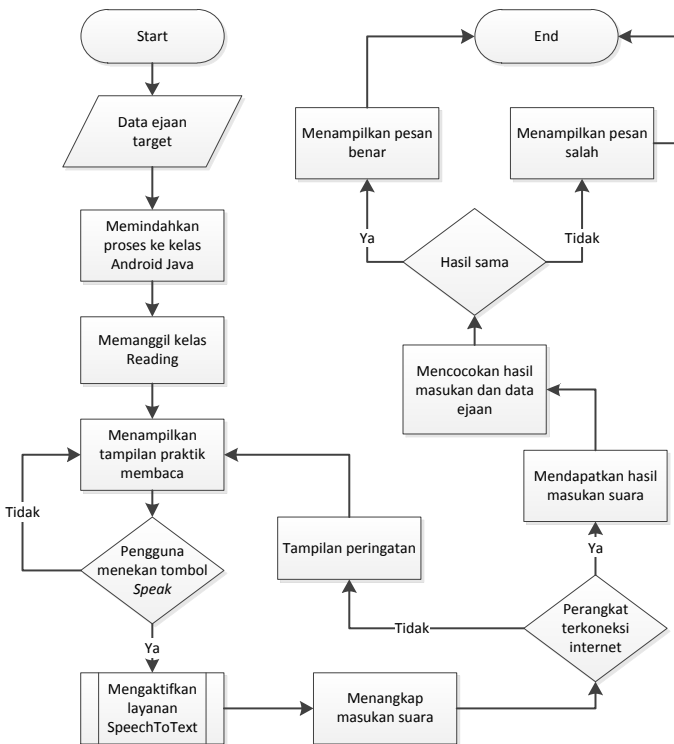 Start
Data ejaan
target
Memindahkan
proses ke kelas
Android Java
Memanggil kelas
Reading
Menampilkan
tampilan praktik
membaca
Tidak
Pengguna
menekan tombol
Speak
Ya
Mengaktifkan
layanan
SpeechToText
Menangkap
masukan suara
Perangkat
terkoneksi
internet
Tidak
Tampilan peringatan
Ya
Mendapatkan hasil
masukan suara
Mencocokan hasil
masukan dan data
ejaan
Hasil sama
Ya
Menampilkan pesan
benar
Tidak
Menampilkan pesan
salah
End